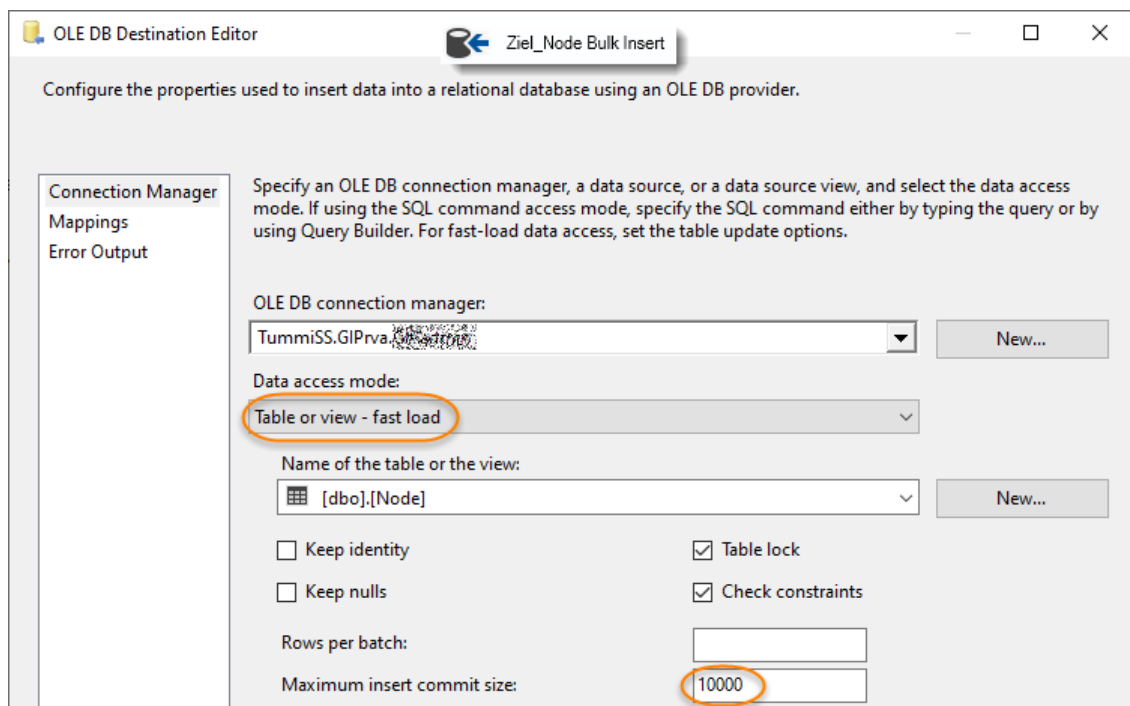 OLE DB Destination Editor
Ziel_Node Bulk Insert
Configure the properties used to insert data into a relational database using an OLE DB provider.
Connection Manager
Mappings
Error Output
Specify an OLE DB connection manager, a data source, or a data source view, and select the data access
mode. If using the SQL command access mode, specify the SQL command either by typing the query or by
using Query Builder. For fast-load data access, set the table update options.
OLE DB connection manager:
TummiSS.GIPrva.
New...
Data access mode:
Table or view - fast load
Name of the table or the view:
[dbo].[Node]
New...
Keep identity
Table lock
Keep nulls
Check constraints
Rows per batch:
Maximum insert commit size:
10000